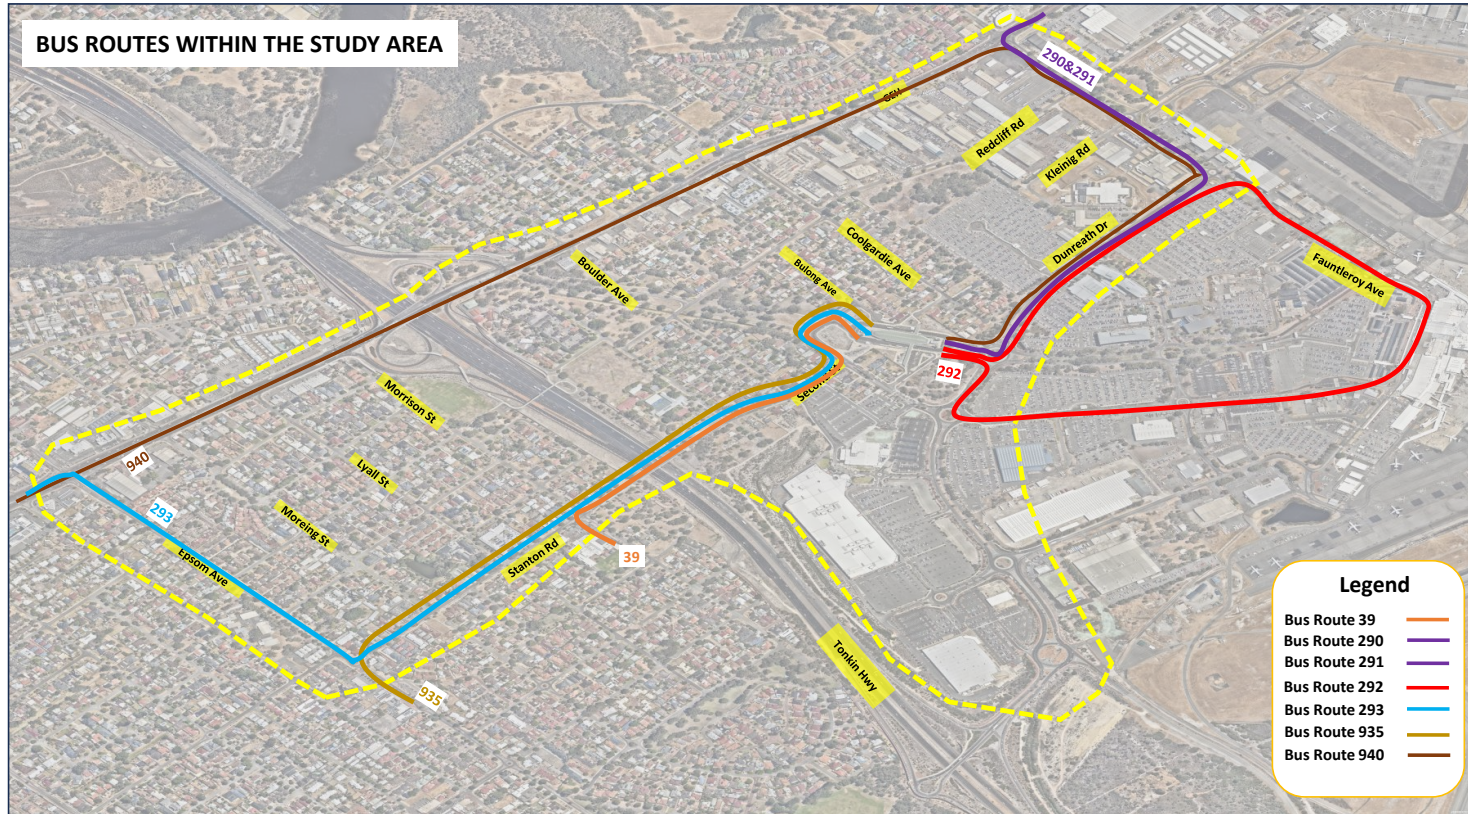 BUS ROUTES WITHIN THE STUDY AREA
290&291
GEH
Redcliff Rd
Kleinig Rd
Coolgardie Ave
Dunreath Dr
Fauntleroy Ave
Boulder Ave
Bulong Ave
292
Morrison St
940
Lyall St
293
Moreing St
Stanton Rd
39
Epsom Ave
Tonkin Hwy
935
Legend
Bus Route 39
Bus Route 290
Bus Route 291
Bus Route 292
Bus Route 293
Bus Route 935
Bus Route 940